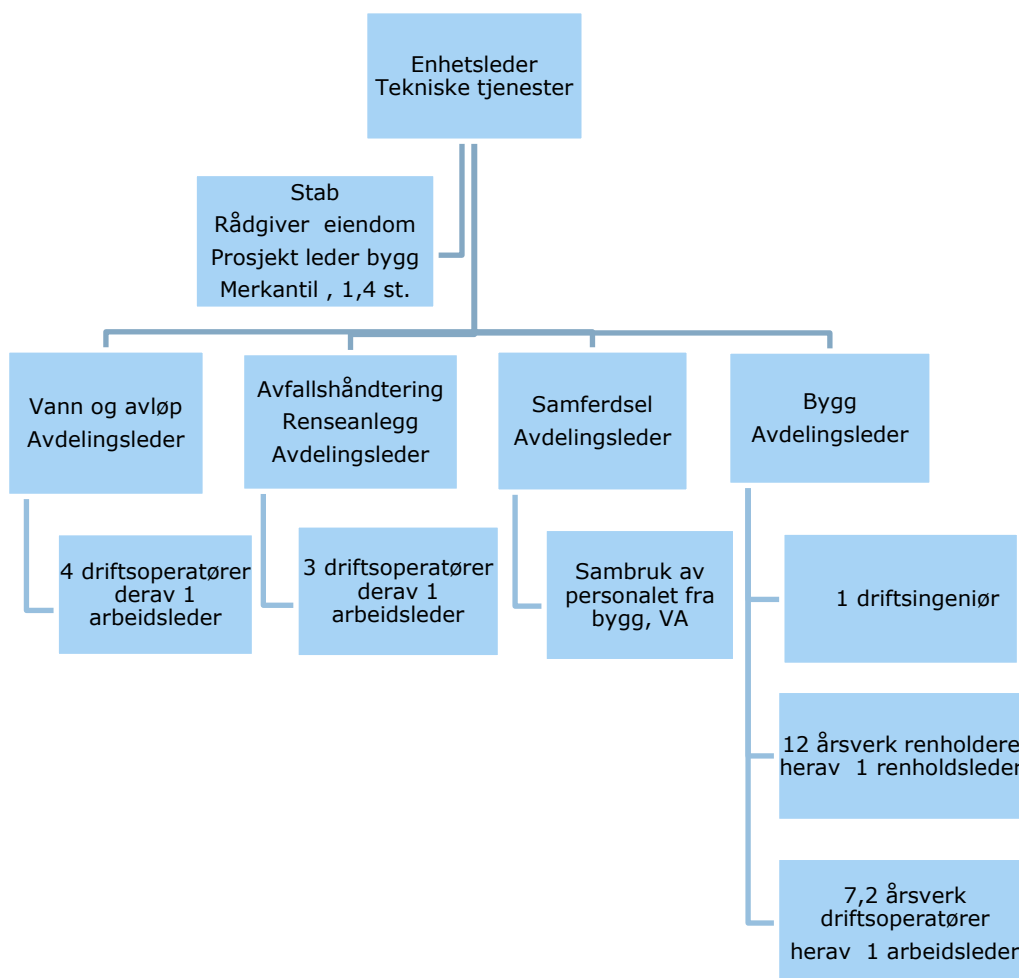 Enhetsleder
Tekniske tjenester
Stab
Rådgiver eiendom
Prosjekt leder bygg
Merkantil , 1,4 st.
Vann og avløp
Avdelingsleder
Avfallshåndtering
Renseanlegg
Avdelingsleder
Samferdsel
Avdelingsleder
Bygg
Avdelingsleder
4 driftsoperatører
derav 1
arbeidsleder
3 driftsoperatører
derav 1
arbeidsleder
Sambruk av
personalet fra
bygg, VA
1 driftsingeniør
12 årsverk renholdere
herav 1 renholdsleder
7,2 årsverk
driftsoperatører
herav 1 arbeidsleder